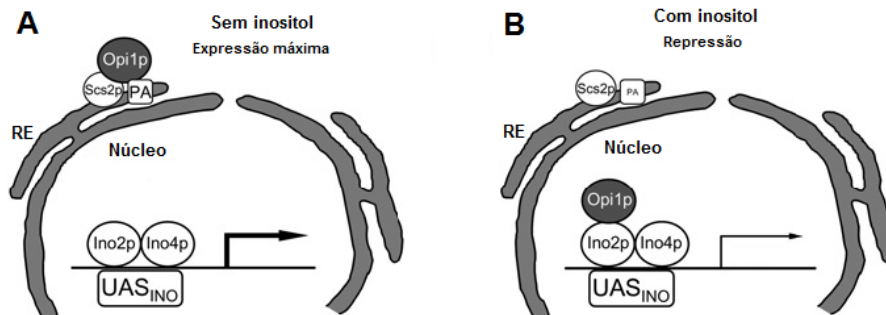 A
Sem inositol
Expressão máxima
Opi1p
Scs2p
PA
RE
Núcleo
Ino2p
Ino4p
UASINO
B
Com inositol
Repressão
Scs2p
PA
RE
Núcleo
Opi1p
Ino2p
Ino4p
UASINO